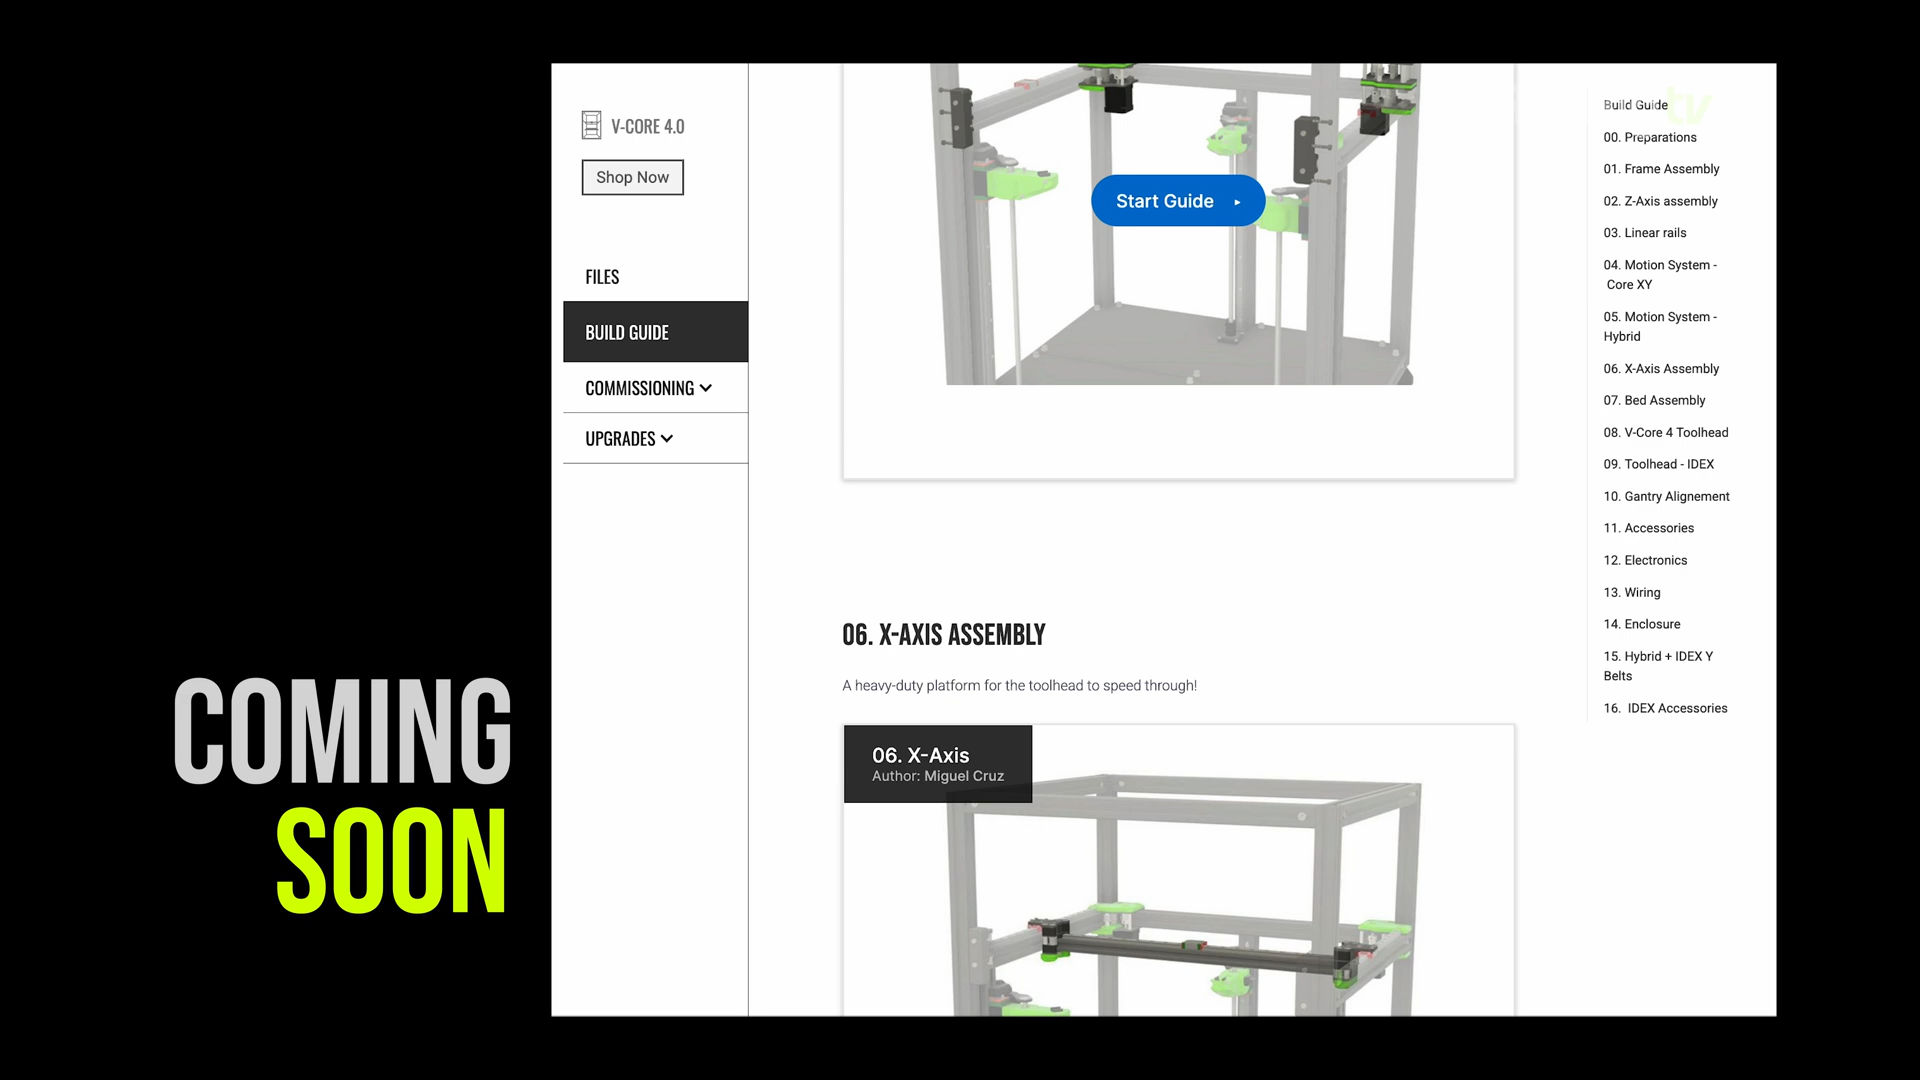 V-CORE 4.0
Shop Now
FILES
BUILD GUIDE
COMMISSIONING
UPGRADES
COMING
SOON
Start Guide
06. X-AXIS ASSEMBLY
A heavy-duty platform for the toolhead to speed through!
06. X-Axis
Author: Miguel Cruz
tv
Build Guide
00. Preparations
01. Frame Assembly
02. Z-Axis assembly
03. Linear rails
04. Motion System -
Core XY
05. Motion System -
Hybrid
06. X-Axis Assembly
07. Bed Assembly
08. V-Core 4 Toolhead
09. Toolhead - IDEX
10. Gantry Alignement
11. Accessories
12. Electronics
13. Wiring
14. Enclosure
15. Hybrid + IDEX Y
Belts
16. IDEX Accessories